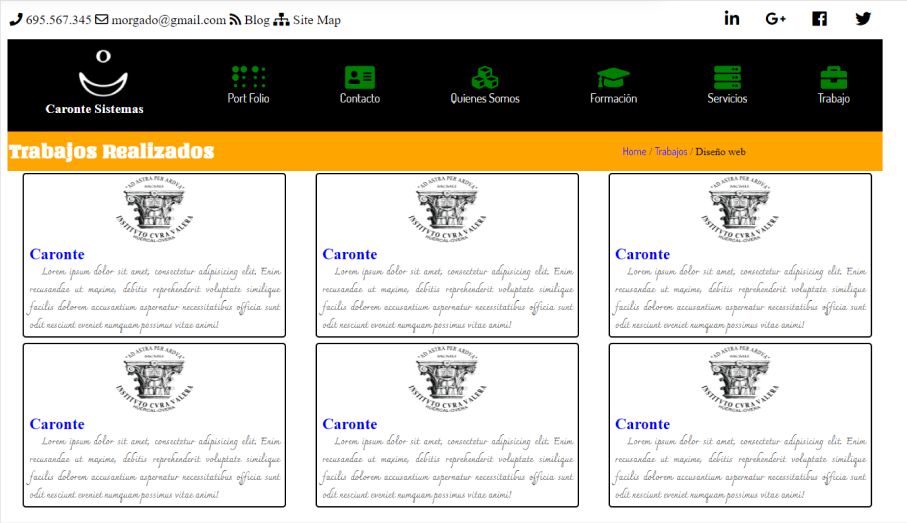 695.567.345 morgado@gmail.com Blog Site Map
Caronte Sistemas
Port Folio
Contacto
Quienes Somos
Formación
Servicios
Trabajo
Trabajos Realizados
Home / Trabajos / Diseño web
"AD ASTRA PER ARDVA"
INSTITVTO CVRA VALERA
HUERCAL-OVERA
Caronte
Lorem ipsum dolor sit amet, consectetur adipisicing elit. Enim
recusandae ut maxime, debitis reprehenderit voluptate similique
facilis dolorem accusantium aspernatur necessitatibus officia sunt
odit nesciunt eveniet numquam possimus vitae animi!
"AD ASTRA PER ARDVA"
INSTITVTO CVRA VALERA
HUERCAL-OVERA
Caronte
Lorem ipsum dolor sit amet, consectetur adipisicing elit. Enim
recusandae ut maxime, debitis reprehenderit voluptate similique
facilis dolorem accusantium aspernatur necessitatibus officia sunt
odit nesciunt eveniet numquam possimus vitae animi!
"AD ASTRA PER ARDVA"
INSTITVTO CVRA VALERA
HUERCAL-OVERA
Caronte
Lorem ipsum dolor sit amet, consectetur adipisicing elit. Enim
recusandae ut maxime, debitis reprehenderit voluptate similique
facilis dolorem accusantium aspernatur necessitatibus officia sunt
odit nesciunt eveniet numquam possimus vitae animi!
"AD ASTRA PER ARDVA"
INSTITVTO CVRA VALERA
HUERCAL-OVERA
Caronte
Lorem ipsum dolor sit amet, consectetur adipisicing elit. Enim
recusandae ut maxime, debitis reprehenderit voluptate similique
facilis dolorem accusantium aspernatur necessitatibus officia sunt
odit nesciunt eveniet numquam possimus vitae animi!
"AD ASTRA PER ARDVA"
INSTITVTO CVRA VALERA
HUERCAL-OVERA
Caronte
Lorem ipsum dolor sit amet, consectetur adipisicing elit. Enim
recusandae ut maxime, debitis reprehenderit voluptate similique
facilis dolorem accusantium aspernatur necessitatibus officia sunt
odit nesciunt eveniet numquam possimus vitae animi!
"AD ASTRA PER ARDVA"
INSTITVTO CVRA VALERA
HUERCAL-OVERA
Caronte
Lorem ipsum dolor sit amet, consectetur adipisicing elit. Enim
recusandae ut maxime, debitis reprehenderit voluptate similique
facilis dolorem accusantium aspernatur necessitatibus officia sunt
odit nesciunt eveniet numquam possimus vitae animi!